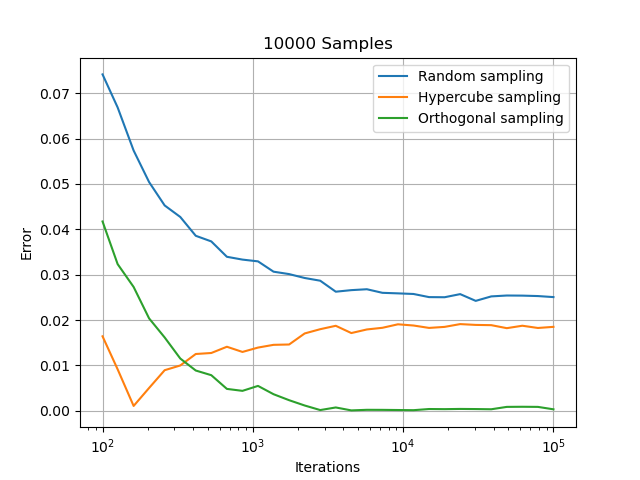 10000 Samples
Random sampling
Hypercube sampling
Orthogonal sampling
Error
0.07
0.06
0.05
0.04
0.03
0.02
0.01
0.00
10²
10³
10⁴
10⁵
Iterations